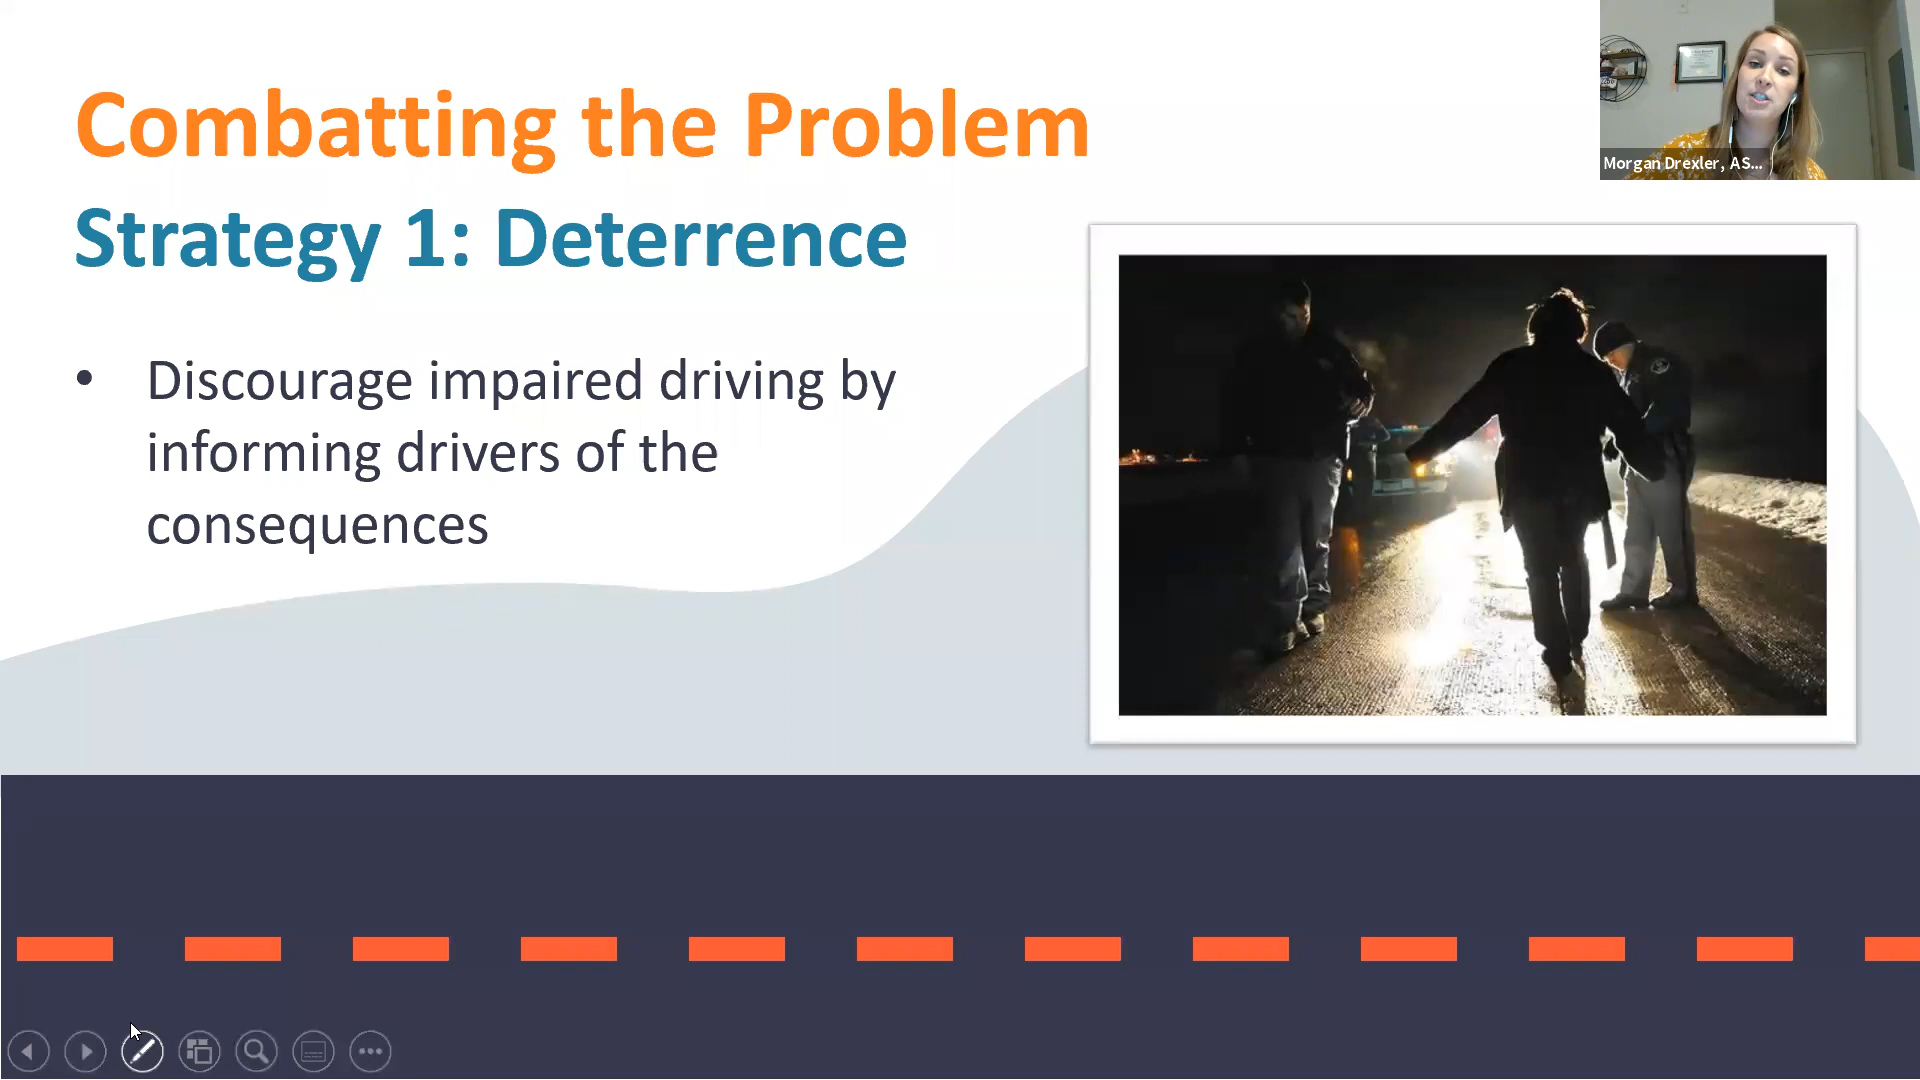 Combatting the Problem
Strategy 1: Deterrence
• Discourage impaired driving by
informing drivers of the
consequences
Morgan Drexler, AS...